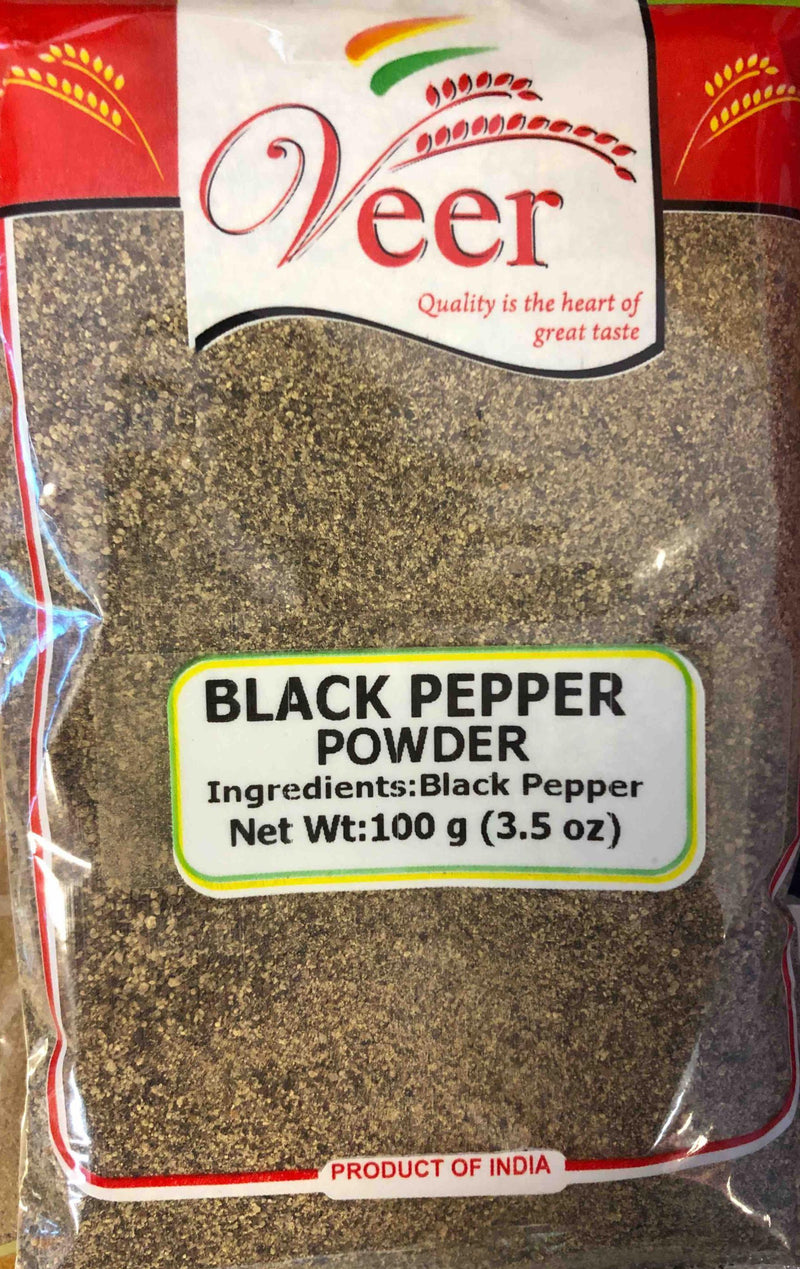 Veer
Quality is the heart of
great taste
BLACK PEPPER
POWDER
Ingredients:Black Pepper
Net Wt:100 g (3.5 oz)
PRODUCT OF INDIA